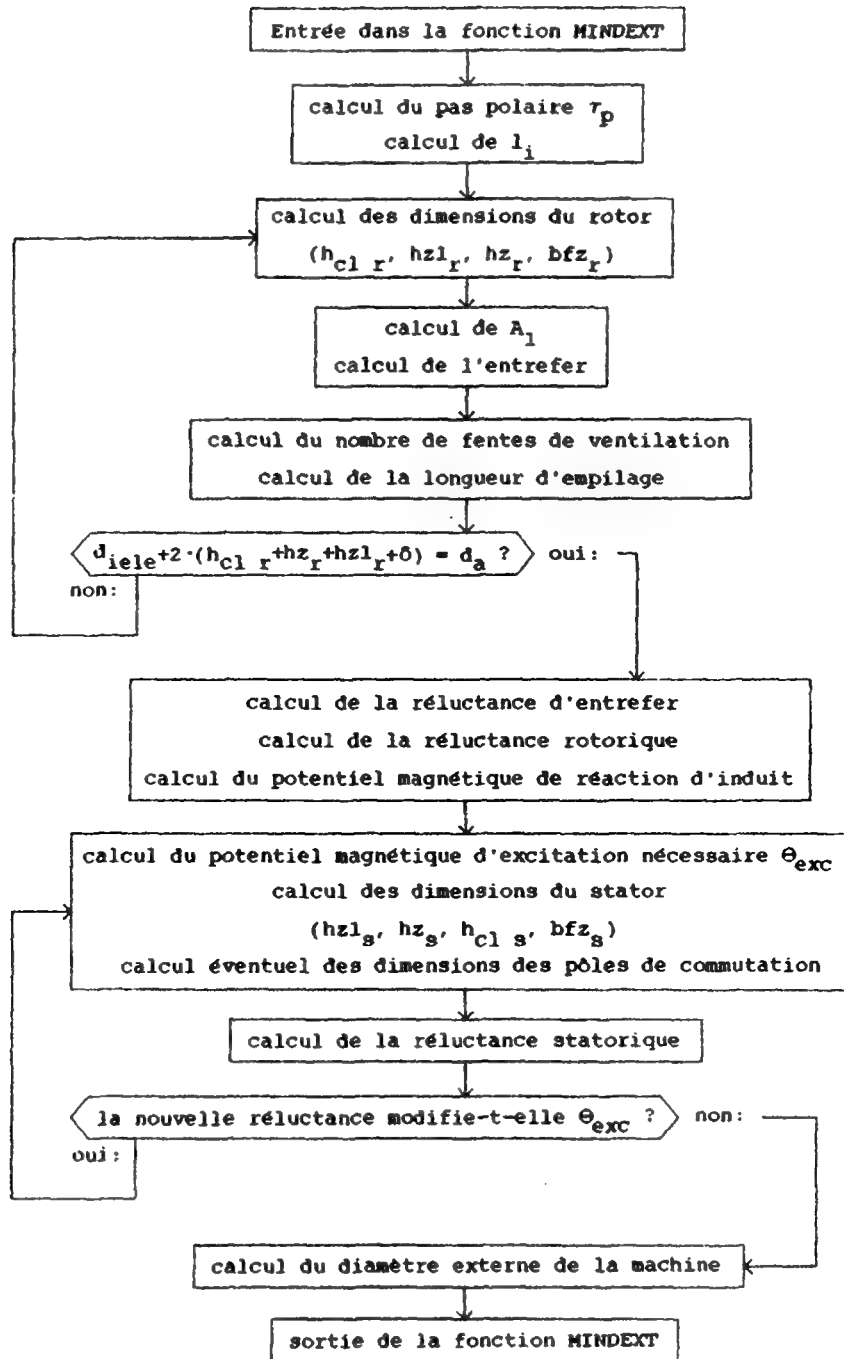 Entrée dans la fonction MINDEXT
calcul du pas polaire τp
calcul de li
calcul des dimensions du rotor
(hcl r, hzlr, hzr, bfzr)
calcul de Al
calcul de l'entrefer
calcul du nombre de fentes de ventilation
calcul de la longueur d'empilage
diele+2·(hcl r+hzr+hzlr+δ) = da ? oui:
non:
calcul de la réluctance d'entrefer
calcul de la réluctance rotorique
calcul du potentiel magnétique de réaction d'induit
calcul du potentiel magnétique d'excitation nécessaire Θexc
calcul des dimensions du stator
(hzls, hzs, hcl s, bfzs)
calcul éventuel des dimensions des pôles de commutation
calcul de la réluctance statorique
la nouvelle réluctance modifie-t-elle Θexc ? non:
oui:
calcul du diamètre externe de la machine
sortie de la fonction MINDEXT